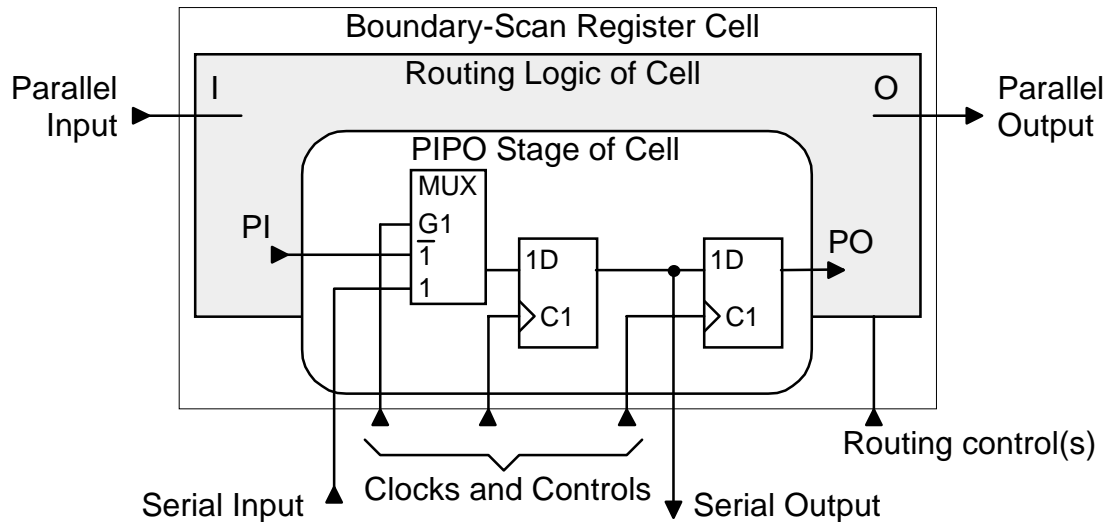 Boundary-Scan Register Cell
Routing Logic of Cell
Parallel
Input
I
O
Parallel
Output
PIPO Stage of Cell
MUX
G1
1̅
1
PI
1D
C1
1D
C1
PO
Routing control(s)
Clocks and Controls
Serial Input
Serial Output